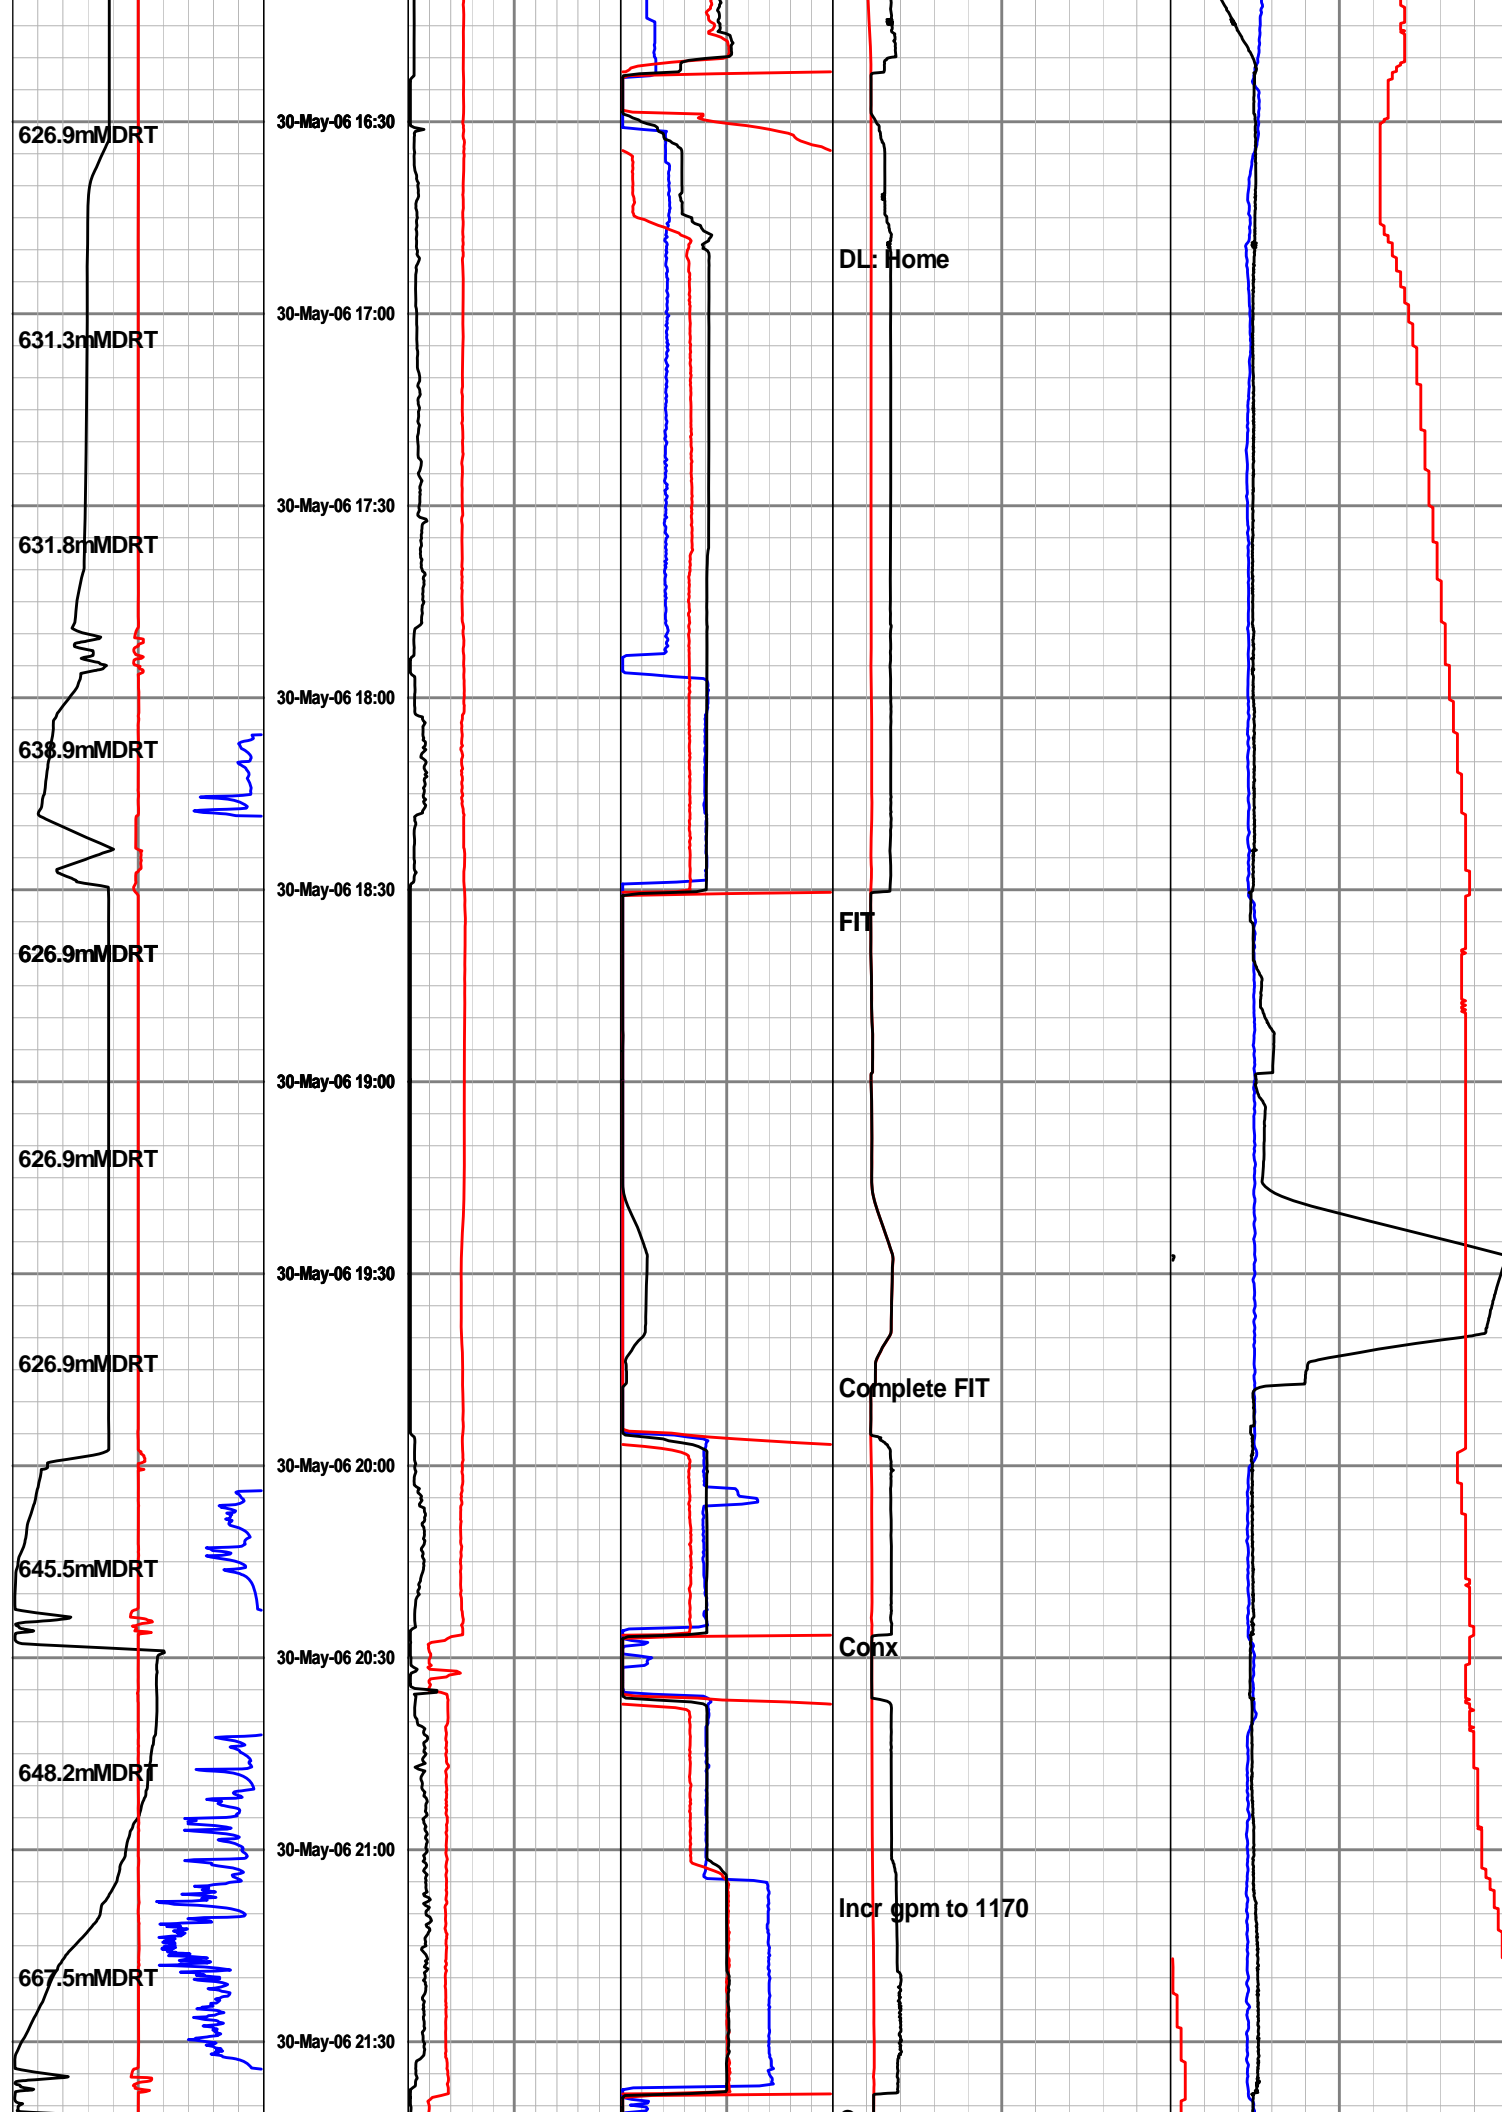 30-May-06 16:30
626.9mMDRT
DL: Home
30-May-06 17:00
631.3mMDRT
30-May-06 17:30
631.8mMDRT
30-May-06 18:00
638.9mMDRT
30-May-06 18:30
FIT
626.9mMDRT
30-May-06 19:00
626.9mMDRT
30-May-06 19:30
626.9mMDRT
Complete FIT
30-May-06 20:00
645.5mMDRT
Conx
30-May-06 20:30
648.2mMDRT
30-May-06 21:00
Incr gpm to 1170
667.5mMDRT
30-May-06 21:30